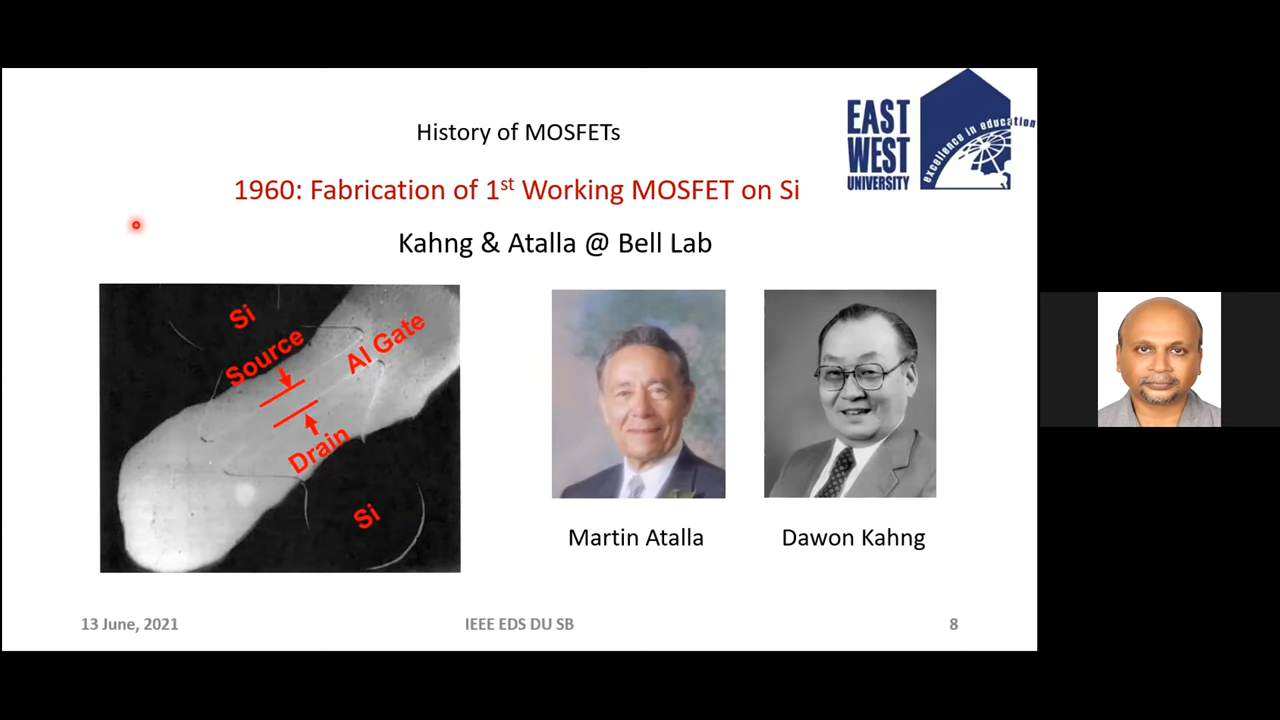 History of MOSFETs
EAST
WEST
UNIVERSITY
excellence in education
1960: Fabrication of 1st Working MOSFET on Si
Kahng & Atalla @ Bell Lab
Si
Source
Al Gate
Drain
Si
Martin Atalla
Dawon Kahng
13 June, 2021
IEEE EDS DU SB
8